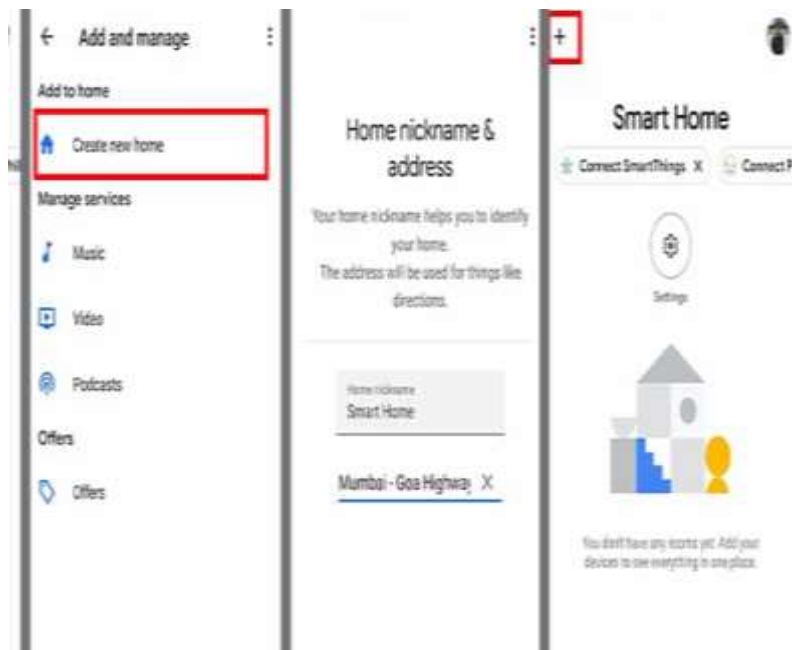 Add and manage
Add to home
Create new home
Manage services
Music
Video
Podcasts
Offers
Offers
Home nickname &
address
Your home nickname helps you to identify
your home.
The address will be used for things like
directions.
Home nickname
Smart Home
Mumbai - Goa Highway
Smart Home
Connect SmartThings X
Connect P
Settings
You don't have any rooms yet. Add your
devices to see everything in one place.